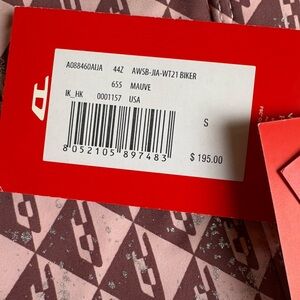 A088460AIJA 44Z AWSB-JIA-WT21 BIKER
655 MAUVE
IK_HK 0001157 USA
S
8 052105 897483
$ 195.00